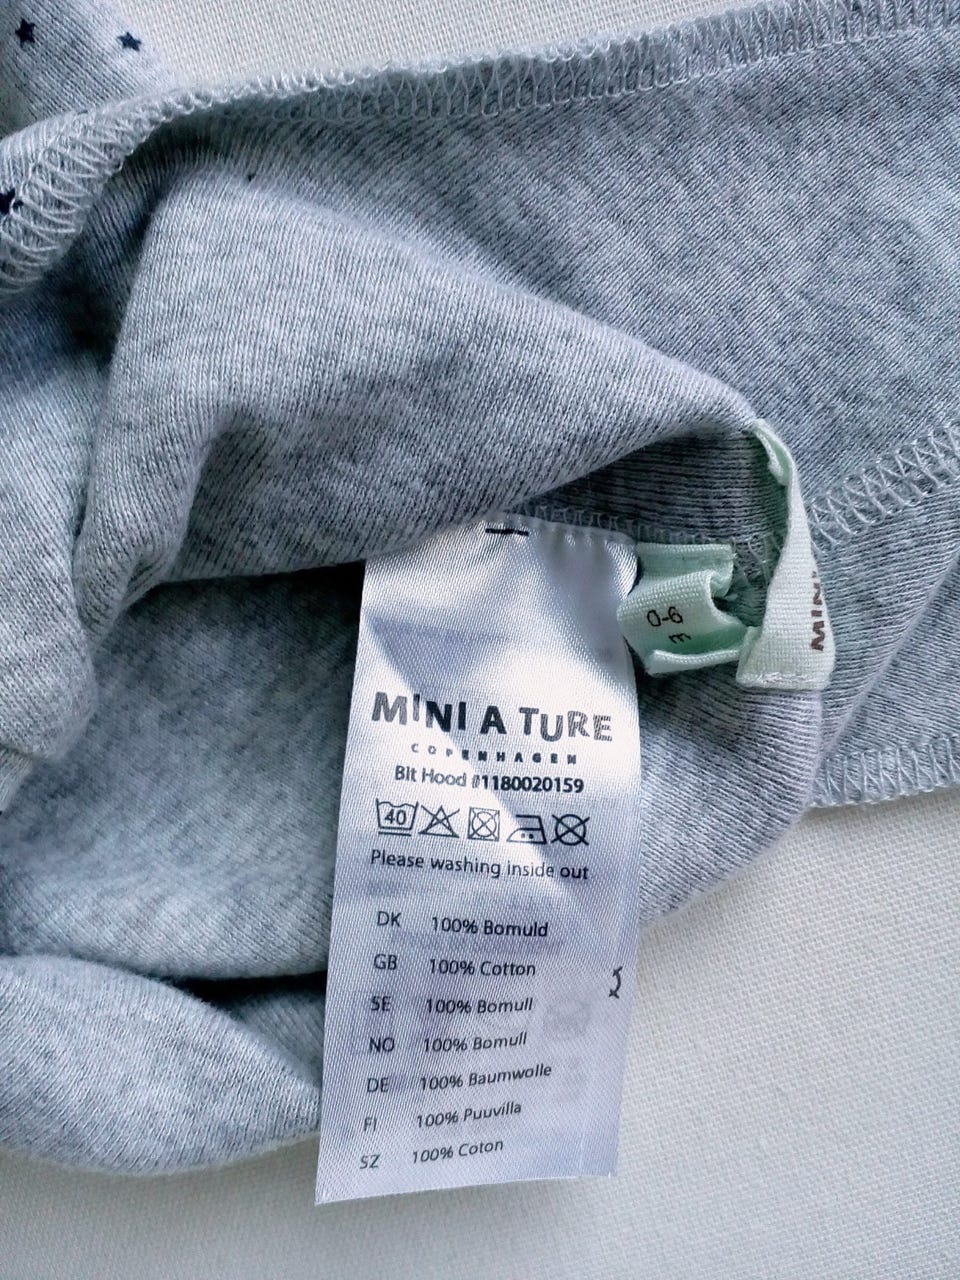 0-6
m
MINI
MINI A TURE
COPENHAGEN
Bit Hood #1180020159
40
Please washing inside out
DK 100% Bomuld
GB 100% Cotton
SE 100% Bomull
NO 100% Bomull
DE 100% Baumwolle
FI 100% Puuvilla
SZ 100% Coton